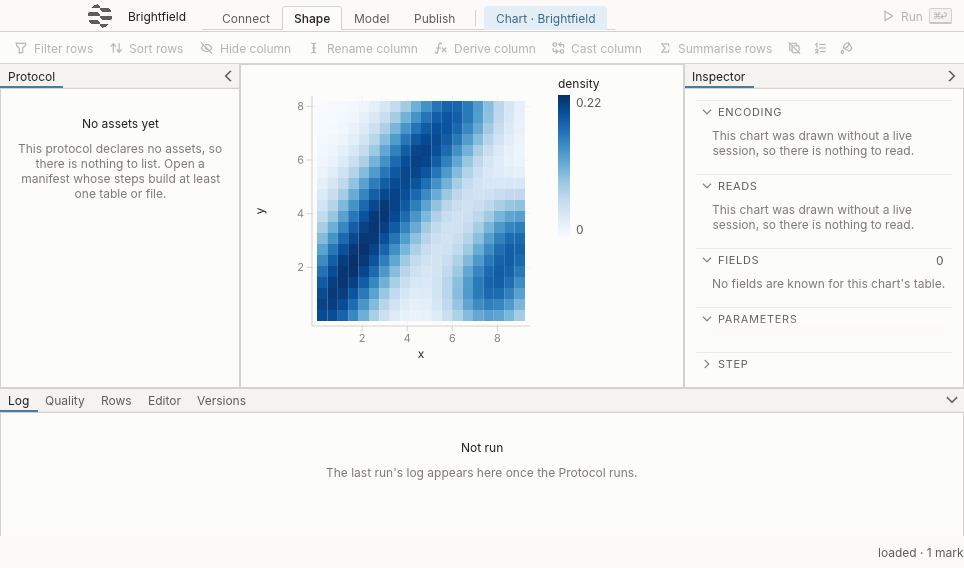 Brightfield
Connect
Shape
Model
Publish
Chart · Brightfield
Run
Filter rows
Sort rows
Hide column
Rename column
Derive column
Cast column
Summarise rows
Protocol
No assets yet
This protocol declares no assets, so
there is nothing to list. Open a
manifest whose steps build at least
one table or file.
density
0.22
0
y
8
6
4
2
2
4
6
8
x
Inspector
ENCODING
This chart was drawn without a live
session, so there is nothing to read.
READS
This chart was drawn without a live
session, so there is nothing to read.
FIELDS 0
No fields are known for this chart's table.
PARAMETERS
STEP
Log
Quality
Rows
Editor
Versions
Not run
The last run's log appears here once the Protocol runs.
loaded · 1 mark